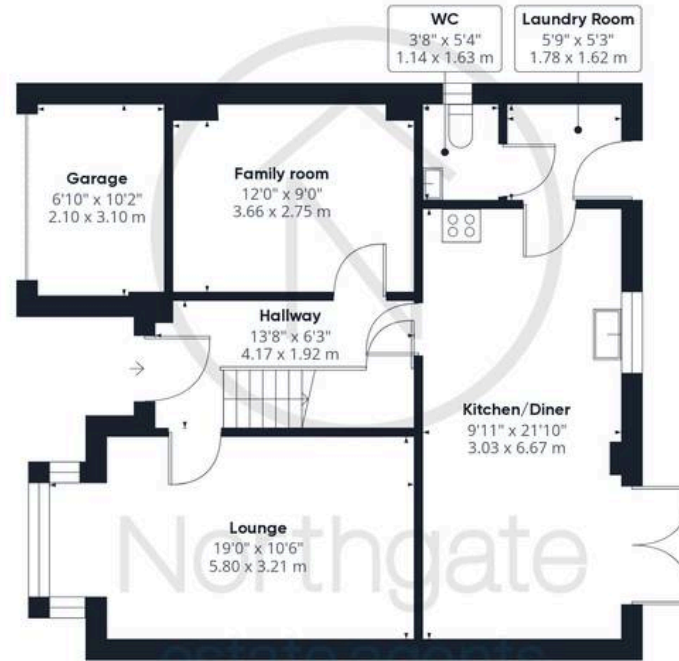 WC
3'8" x 5'4"
1.14 x 1.63 m
Laundry Room
5'9" x 5'3"
1.78 x 1.62 m
Garage
6'10" x 10'2"
2.10 x 3.10 m
Family room
12'0" x 9'0"
3.66 x 2.75 m
Hallway
13'8" x 6'3"
4.17 x 1.92 m
Kitchen/Diner
9'11" x 21'10"
3.03 x 6.67 m
Lounge
19'0" x 10'6"
5.80 x 3.21 m
Northgate
estate agents